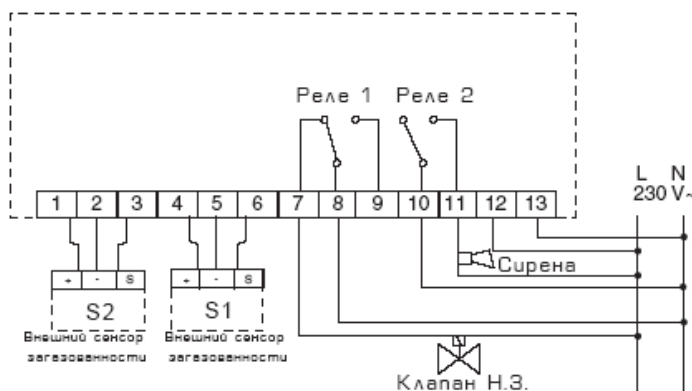 Реле 1 Реле 2
L N
230 V~
1 2 3 4 5 6 7 8 9 10 11 12 13
Сирена
+ - S + - S
S2 S1
Внешний сенсор загазованности
Внешний сенсор загазованности
Клапан Н.З.